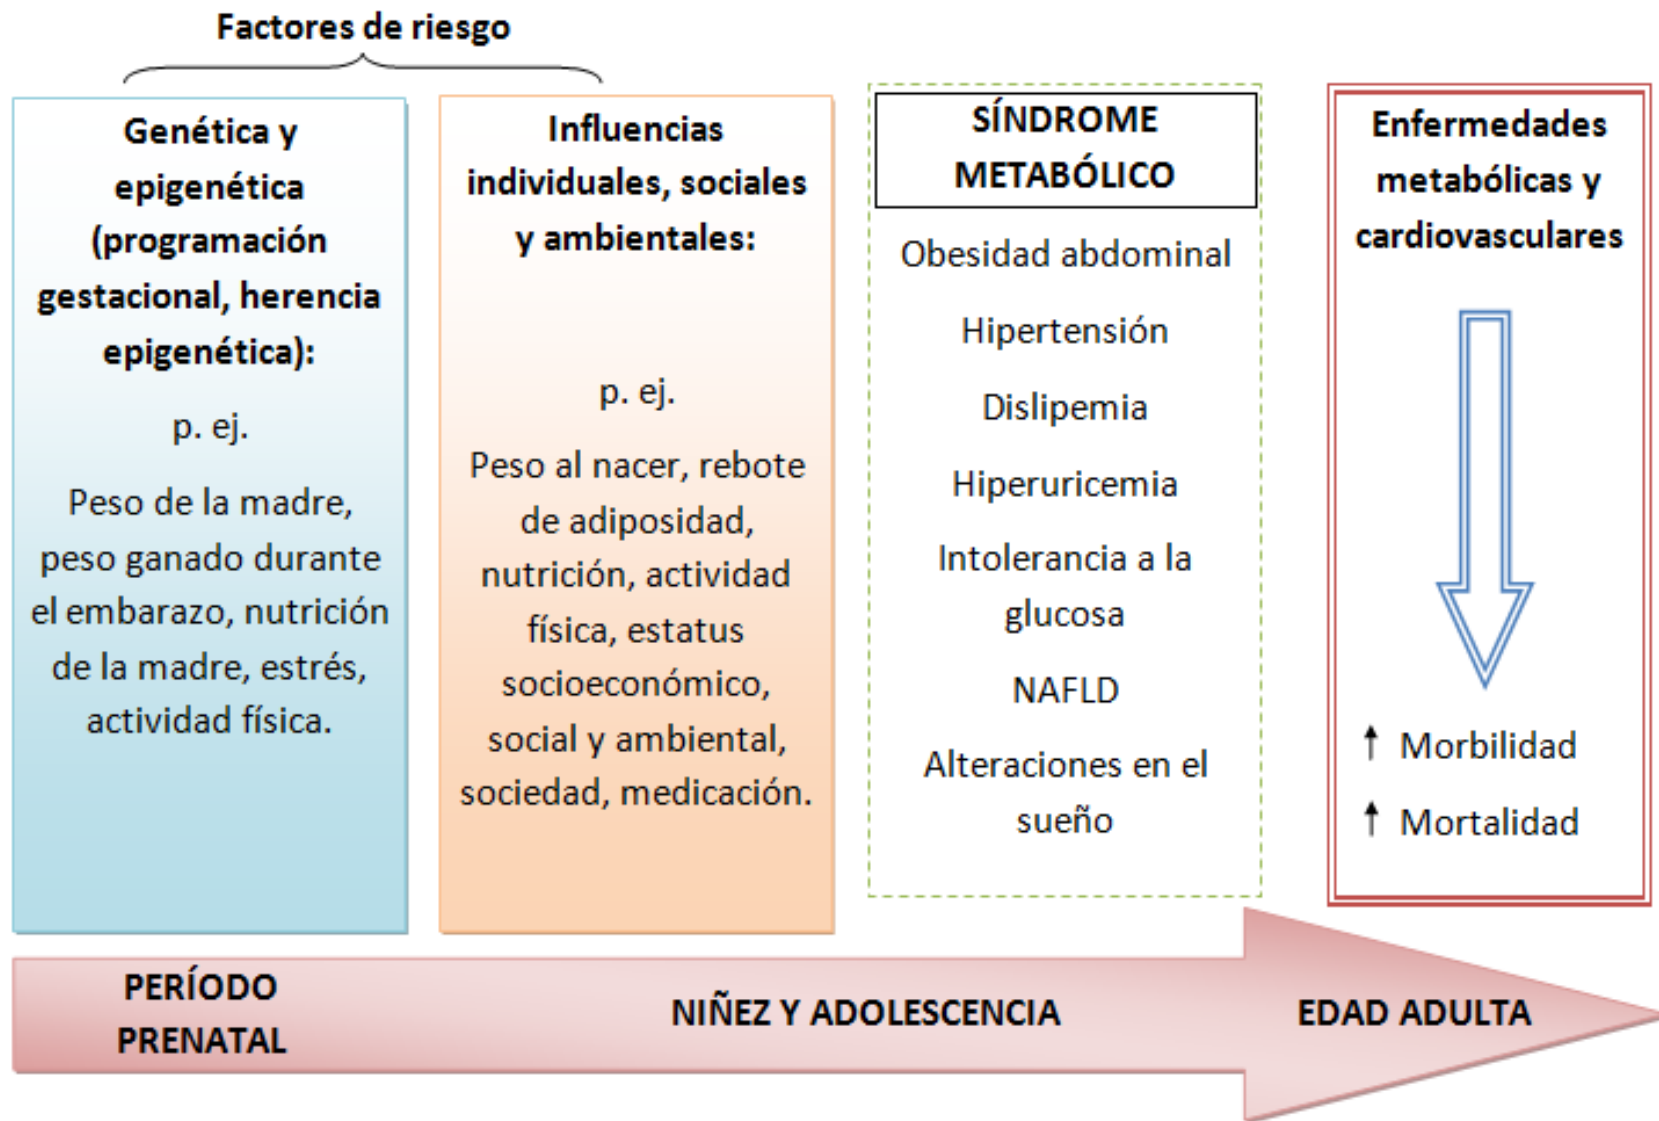 Factores de riesgo
Genética y
epigenética
(programación
gestacional, herencia
epigenética):
p. ej.
Peso de la madre,
peso ganado durante
el embarazo, nutrición
de la madre, estrés,
actividad física.
Influencias
individuales, sociales
y ambientales:
p. ej.
Peso al nacer, rebote
de adiposidad,
nutrición, actividad
física, estatus
socioeconómico,
social y ambiental,
sociedad, medicación.
SÍNDROME
METABÓLICO
Obesidad abdominal
Hipertensión
Dislipemia
Hiperuricemia
Intolerancia a la
glucosa
NAFLD
Alteraciones en el
sueño
Enfermedades
metabólicas y
cardiovasculares
↑ Morbilidad
↑ Mortalidad
PERÍODO
PRENATAL
NIÑEZ Y ADOLESCENCIA
EDAD ADULTA